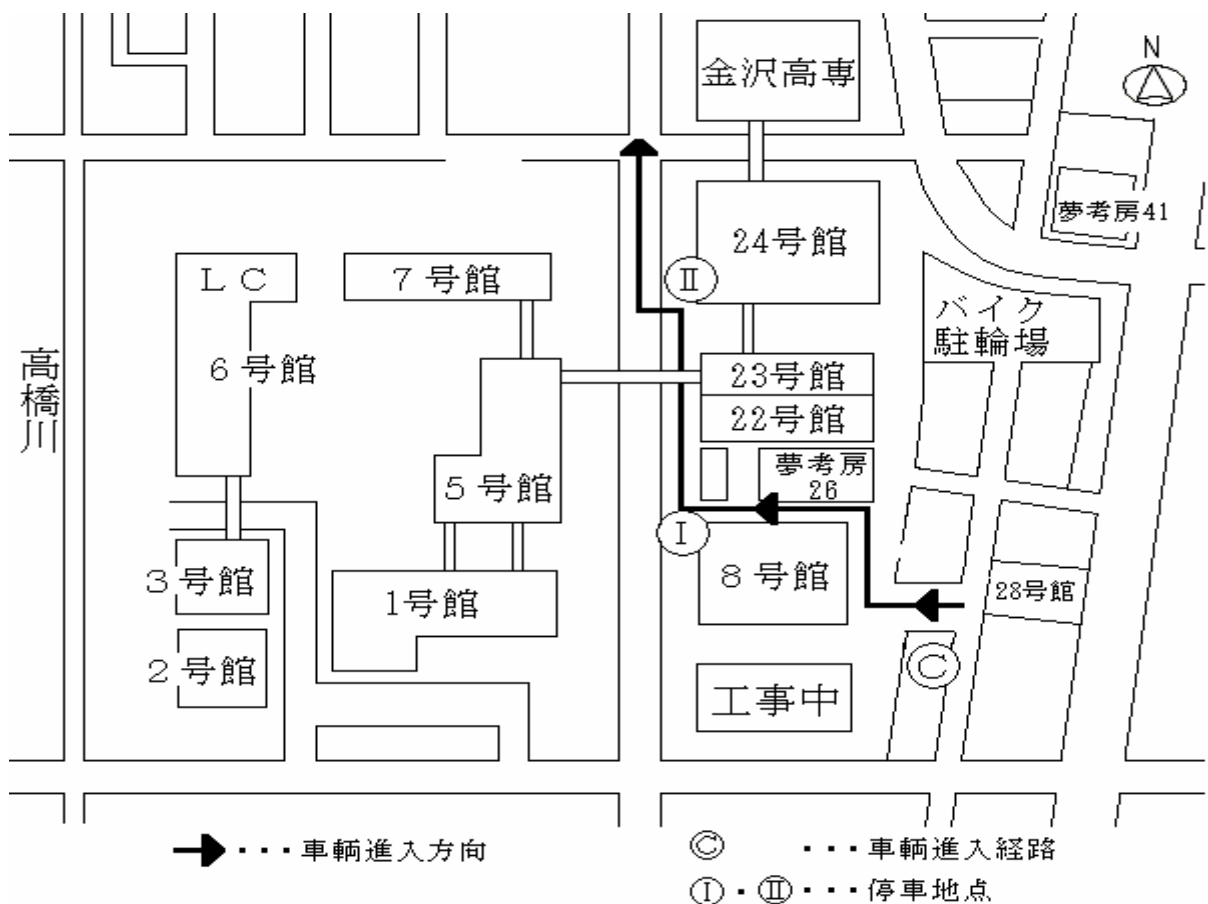 金沢高専
N
夢考房41
24号館
Ⅱ
LC
7号館
バイク
駐輪場
6号館
高橋川
23号館
22号館
5号館
夢考房
26
Ⅰ
8号館
3号館
1号館
28号館
2号館
C
工事中
・・・車輌進入方向
C ・・・車輌進入経路
Ⅰ・Ⅱ・・・停車地点